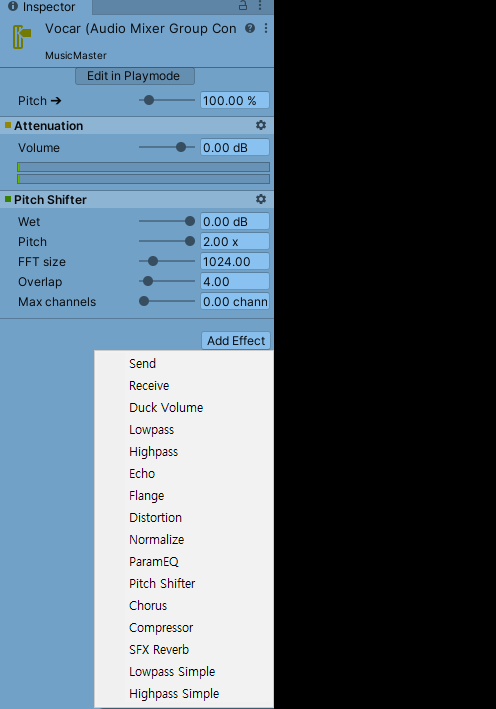 Inspector
Vocar (Audio Mixer Group Con
MusicMaster
Edit in Playmode
Pitch ➔ 100.00 %
Attenuation
Volume 0.00 dB
Pitch Shifter
Wet 0.00 dB
Pitch 2.00 x
FFT size 1024.00
Overlap 4.00
Max channels 0.00 chann
Add Effect
Send
Receive
Duck Volume
Lowpass
Highpass
Echo
Flange
Distortion
Normalize
ParamEQ
Pitch Shifter
Chorus
Compressor
SFX Reverb
Lowpass Simple
Highpass Simple